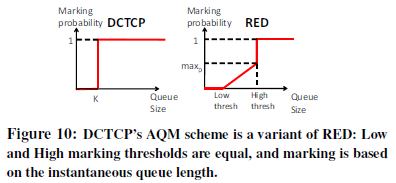 Marking
probability DCTCP
1
K
Queue
Size
Marking
probability RED
1
maxp
Low
thresh
High
thresh
Queue
Size
Figure 10: DCTCP's AQM scheme is a variant of RED: Low
and High marking thresholds are equal, and marking is based
on the instantaneous queue length.